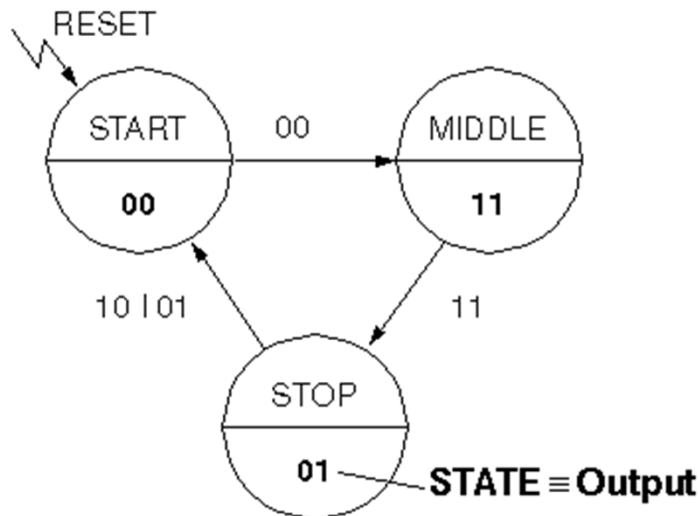 RESET
START
00
MIDDLE
00
11
10 | 01
11
STOP
01
STATE ≡ Output